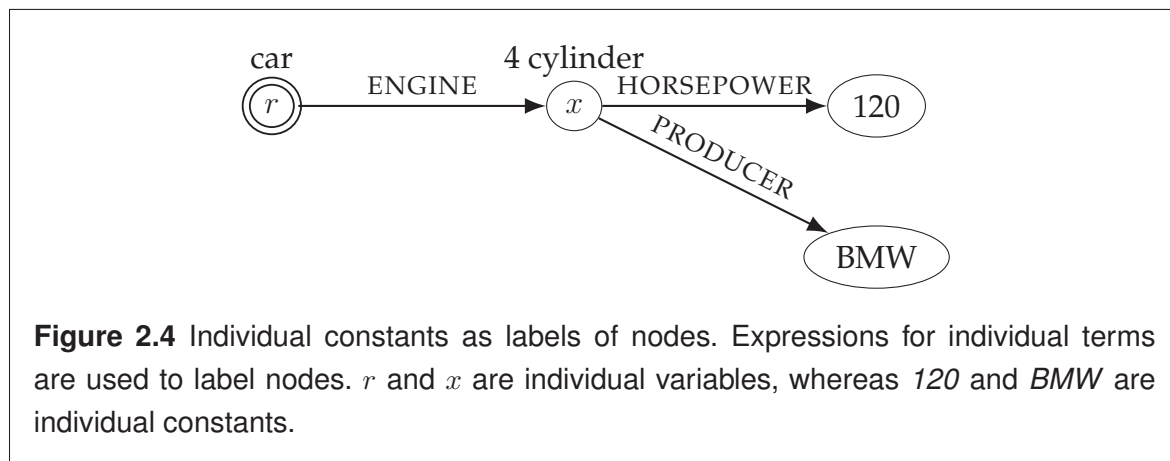 car
4 cylinder
r
ENGINE
x
HORSEPOWER
120
PRODUCER
BMW
Figure 2.4 Individual constants as labels of nodes. Expressions for individual terms
are used to label nodes. r and x are individual variables, whereas 120 and BMW are
individual constants.